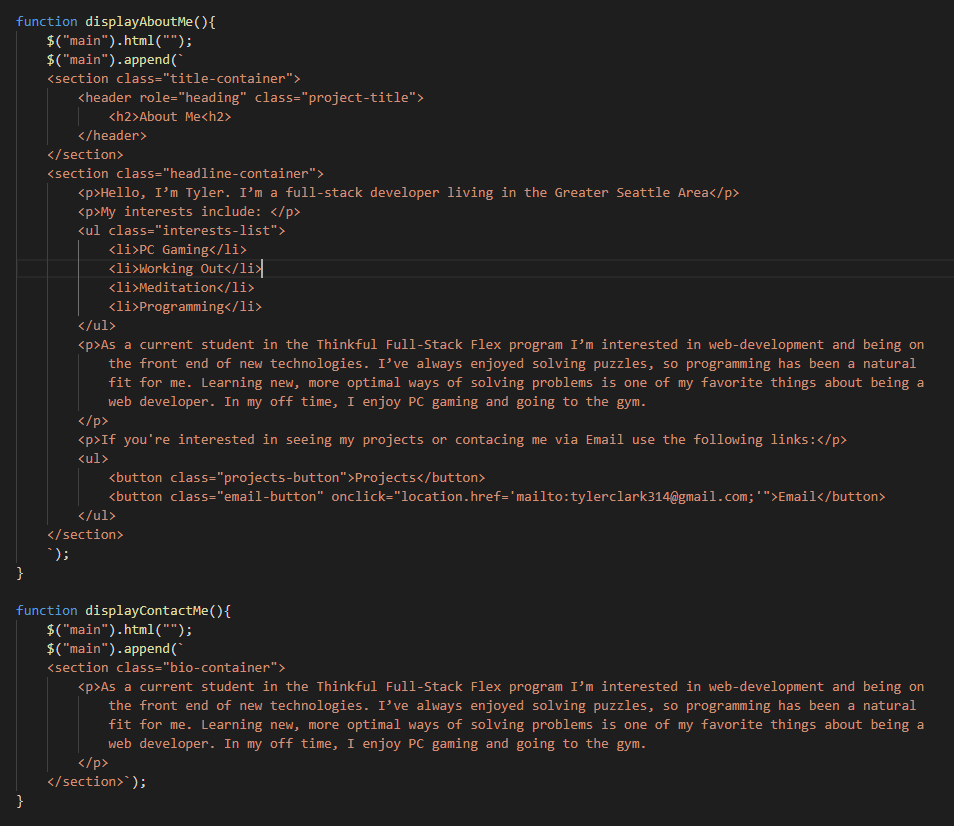 function displayAboutMe(){
    $("main").html("");
    $("main").append(`
    <section class="title-container">
        <header role="heading" class="project-title">
            <h2>About Me<h2>
        </header>
    </section>
    <section class="headline-container">
        <p>Hello, I’m Tyler. I’m a full-stack developer living in the Greater Seattle Area</p>
        <p>My interests include: </p>
        <ul class="interests-list">
            <li>PC Gaming</li>
            <li>Working Out</li>
            <li>Meditation</li>
            <li>Programming</li>
        </ul>
        <p>As a current student in the Thinkful Full-Stack Flex program I’m interested in web-development and being on
            the front end of new technologies. I’ve always enjoyed solving puzzles, so programming has been a natural
            fit for me. Learning new, more optimal ways of solving problems is one of my favorite things about being a
            web developer. In my off time, I enjoy PC gaming and going to the gym.
        </p>
        <p>If you're interested in seeing my projects or contacing me via Email use the following links:</p>
        <ul>
            <button class="projects-button">Projects</button>
            <button class="email-button" onclick="location.href='mailto:tylerclark314@gmail.com;'">Email</button>
        </ul>
    </section>
    `);
}
function displayContactMe(){
    $("main").html("");
    $("main").append(`
    <section class="bio-container">
        <p>As a current student in the Thinkful Full-Stack Flex program I’m interested in web-development and being on
            the front end of new technologies. I’ve always enjoyed solving puzzles, so programming has been a natural
            fit for me. Learning new, more optimal ways of solving problems is one of my favorite things about being a
            web developer. In my off time, I enjoy PC gaming and going to the gym.
        </p>
    </section>`);
}